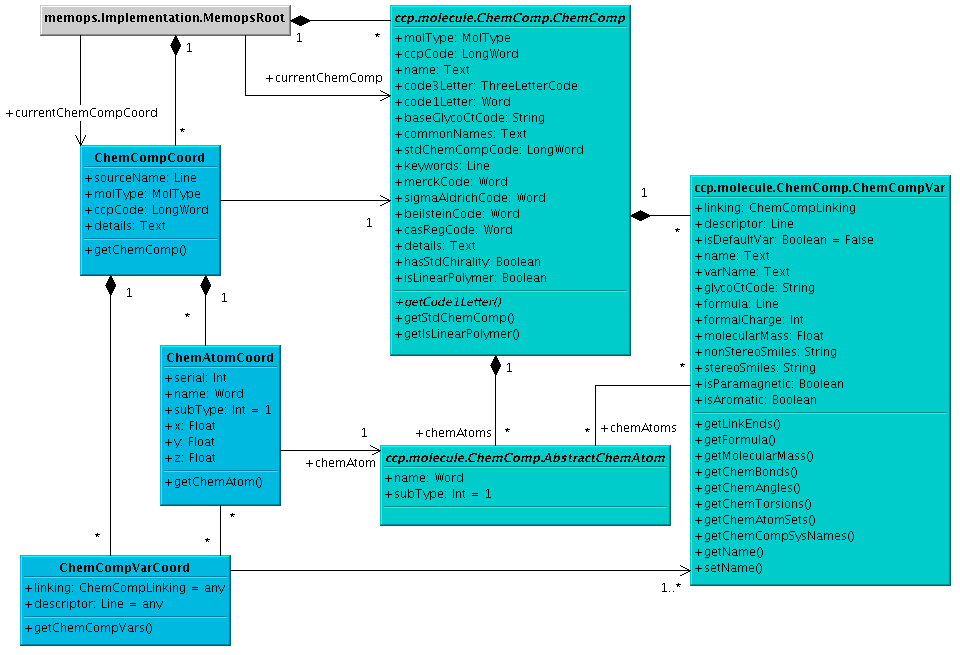 memops.Implementation.MemopsRoot
1
1
*
+currentChemComp
+currentChemCompCoord
*
ccp.molecule.ChemComp.ChemComp
+molType: MolType
+ccpCode: LongWord
+name: Text
+code3Letter: ThreeLetterCode
+code1Letter: Word
+baseGlycoCtCode: String
+commonNames: Text
+stdChemCompCode: LongWord
+keywords: Line
+merckCode: Word
+sigmaAldrichCode: Word
+beilsteinCode: Word
+casRegCode: Word
+details: Text
+hasStdChirality: Boolean
+isLinearPolymer: Boolean
+getCode1Letter()
+getStdChemComp()
+getIsLinearPolymer()
ChemCompCoord
+sourceName: Line
+molType: MolType
+ccpCode: LongWord
+details: Text
+getChemComp()
1
1
1
*
1
*
ccp.molecule.ChemComp.ChemCompVar
+linking: ChemCompLinking
+descriptor: Line
+isDefaultVar: Boolean = False
+name: Text
+varName: Text
+glycoCtCode: String
+formula: Line
+formalCharge: Int
+molecularMass: Float
+nonStereoSmiles: String
+stereoSmiles: String
+isParamagnetic: Boolean
+isAromatic: Boolean
+getLinkEnds()
+getFormula()
+getMolecularMass()
+getChemBonds()
+getChemAngles()
+getChemTorsions()
+getChemAtomSets()
+getChemCompSysNames()
+getName()
+setName()
ChemAtomCoord
+serial: Int
+name: Word
+subType: Int = 1
+x: Float
+y: Float
+z: Float
+getChemAtom()
1
*
+chemAtoms
*
*
+chemAtoms
1
+chemAtom
ccp.molecule.ChemComp.AbstractChemAtom
+name: Word
+subType: Int = 1
*
*
*
ChemCompVarCoord
+linking: ChemCompLinking = any
+descriptor: Line = any
+getChemCompVars()
1..*